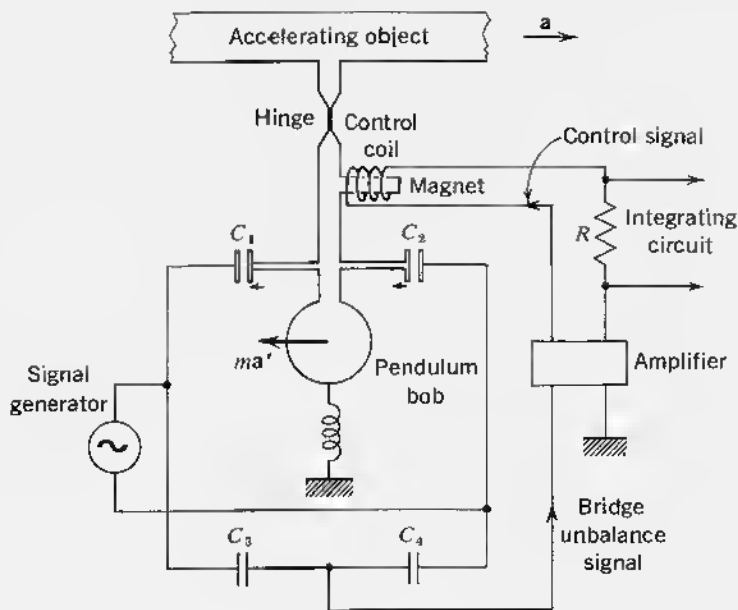 Accelerating object
a
Hinge
Control
coil
Control signal
Magnet
C₁
C₂
R
Integrating
circuit
ma′
Signal
generator
Pendulum
bob
Amplifier
Bridge
unbalance
signal
C₃
C₄